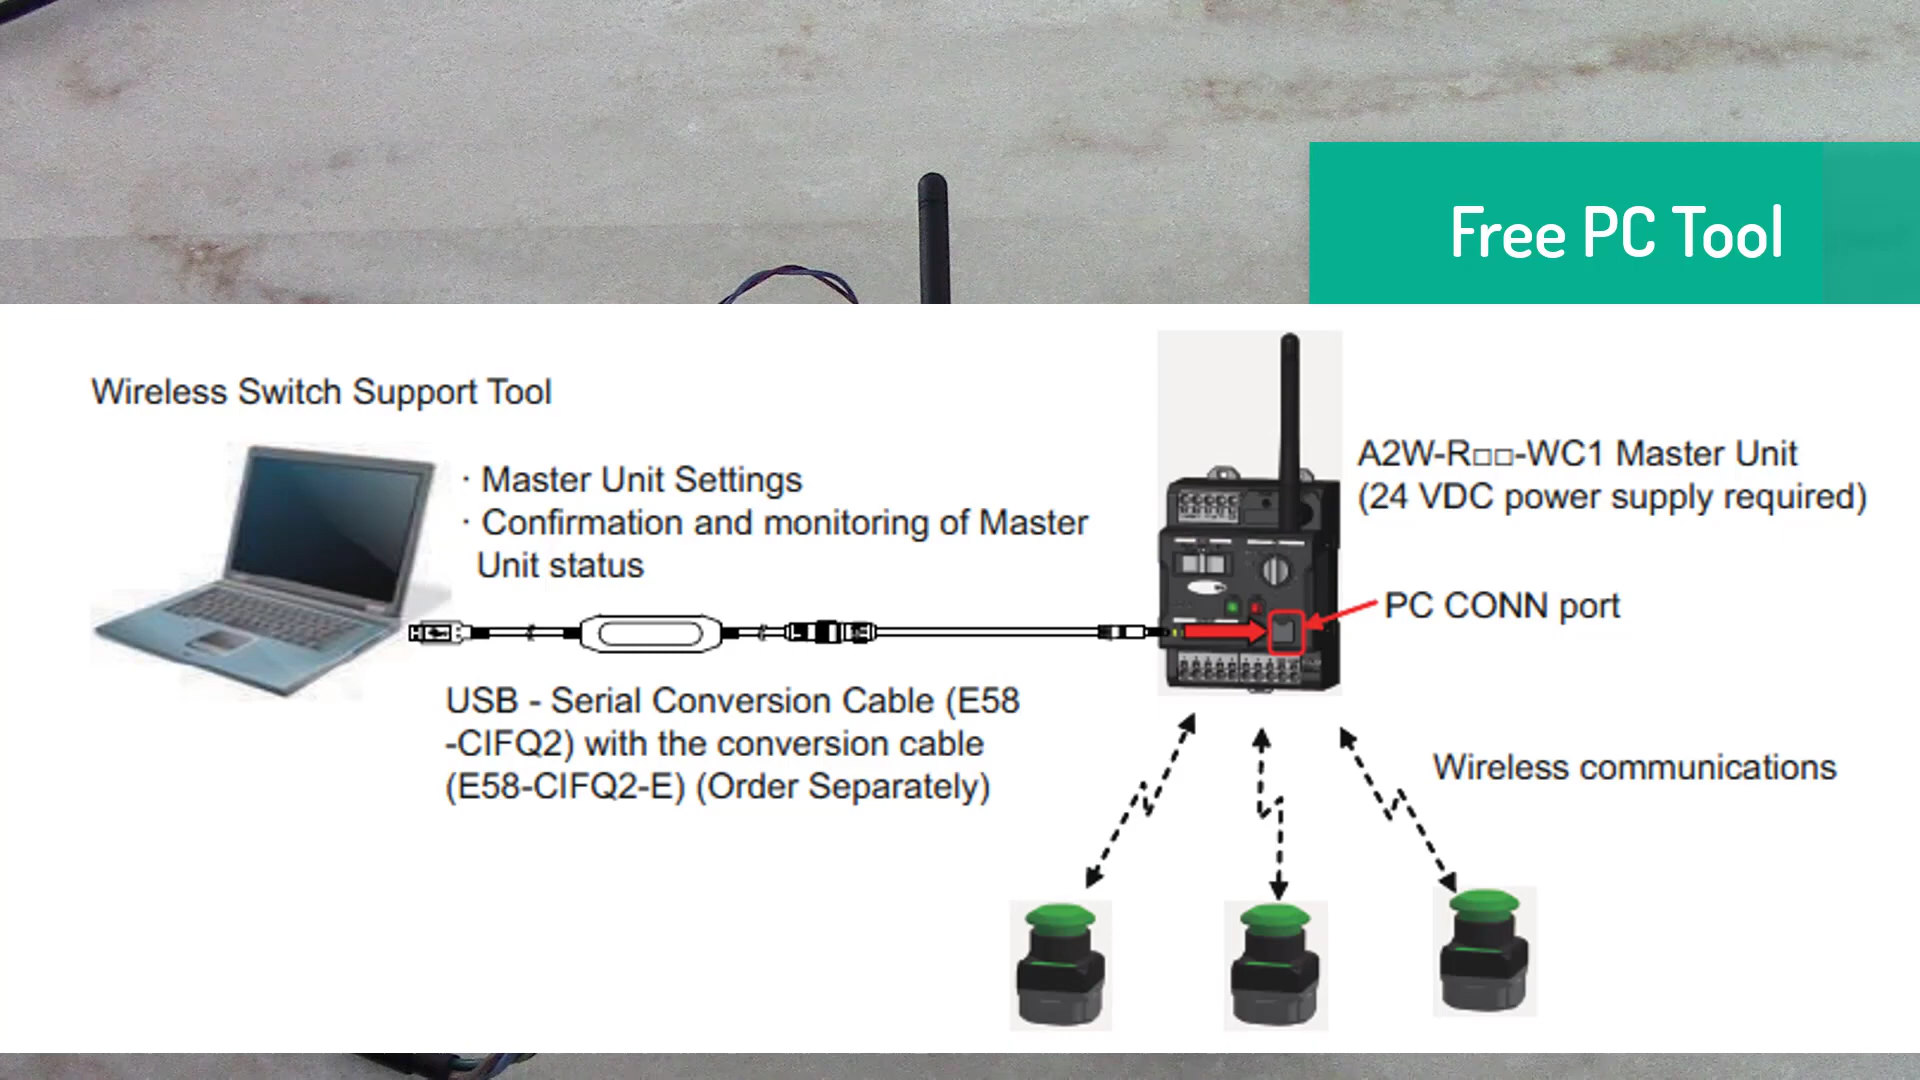 Free PC Tool
Wireless Switch Support Tool
· Master Unit Settings
· Confirmation and monitoring of Master
Unit status
A2W-R□□-WC1 Master Unit
(24 VDC power supply required)
PC CONN port
USB - Serial Conversion Cable (E58
-CIFQ2) with the conversion cable
(E58-CIFQ2-E) (Order Separately)
Wireless communications